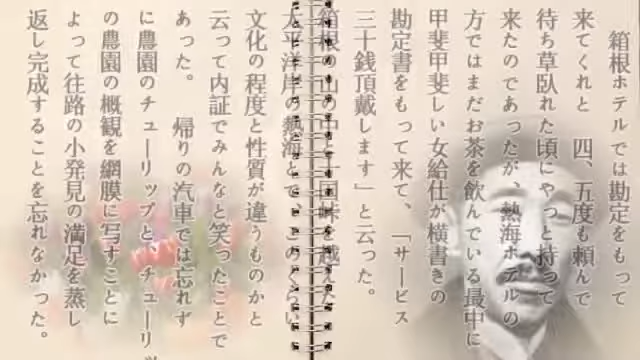 箱根ホテルでは勘定をもって
来てくれと　四、五度も頼んで
待ち草臥れた頃にやっと持って
来たのであったが、熱海ホテルの
方ではまだお茶を飲んでいる最中に
甲斐甲斐しい女給仕が横書きの
勘定書をもって来て、「サービス
三十銭頂戴します」と云った。
箱根の山の中と一
太平洋岸の熱海とで、このくらい
文化の程度と性質が違うものかと
云って内証でみんなと笑ったことで
あった。　帰りの汽車では忘れず
に農園のチューリップと、チューリッ
の農園の概観を網膜に写すことに
よって往路の小発見の満足を蒸し
返し完成することを忘れなかった。